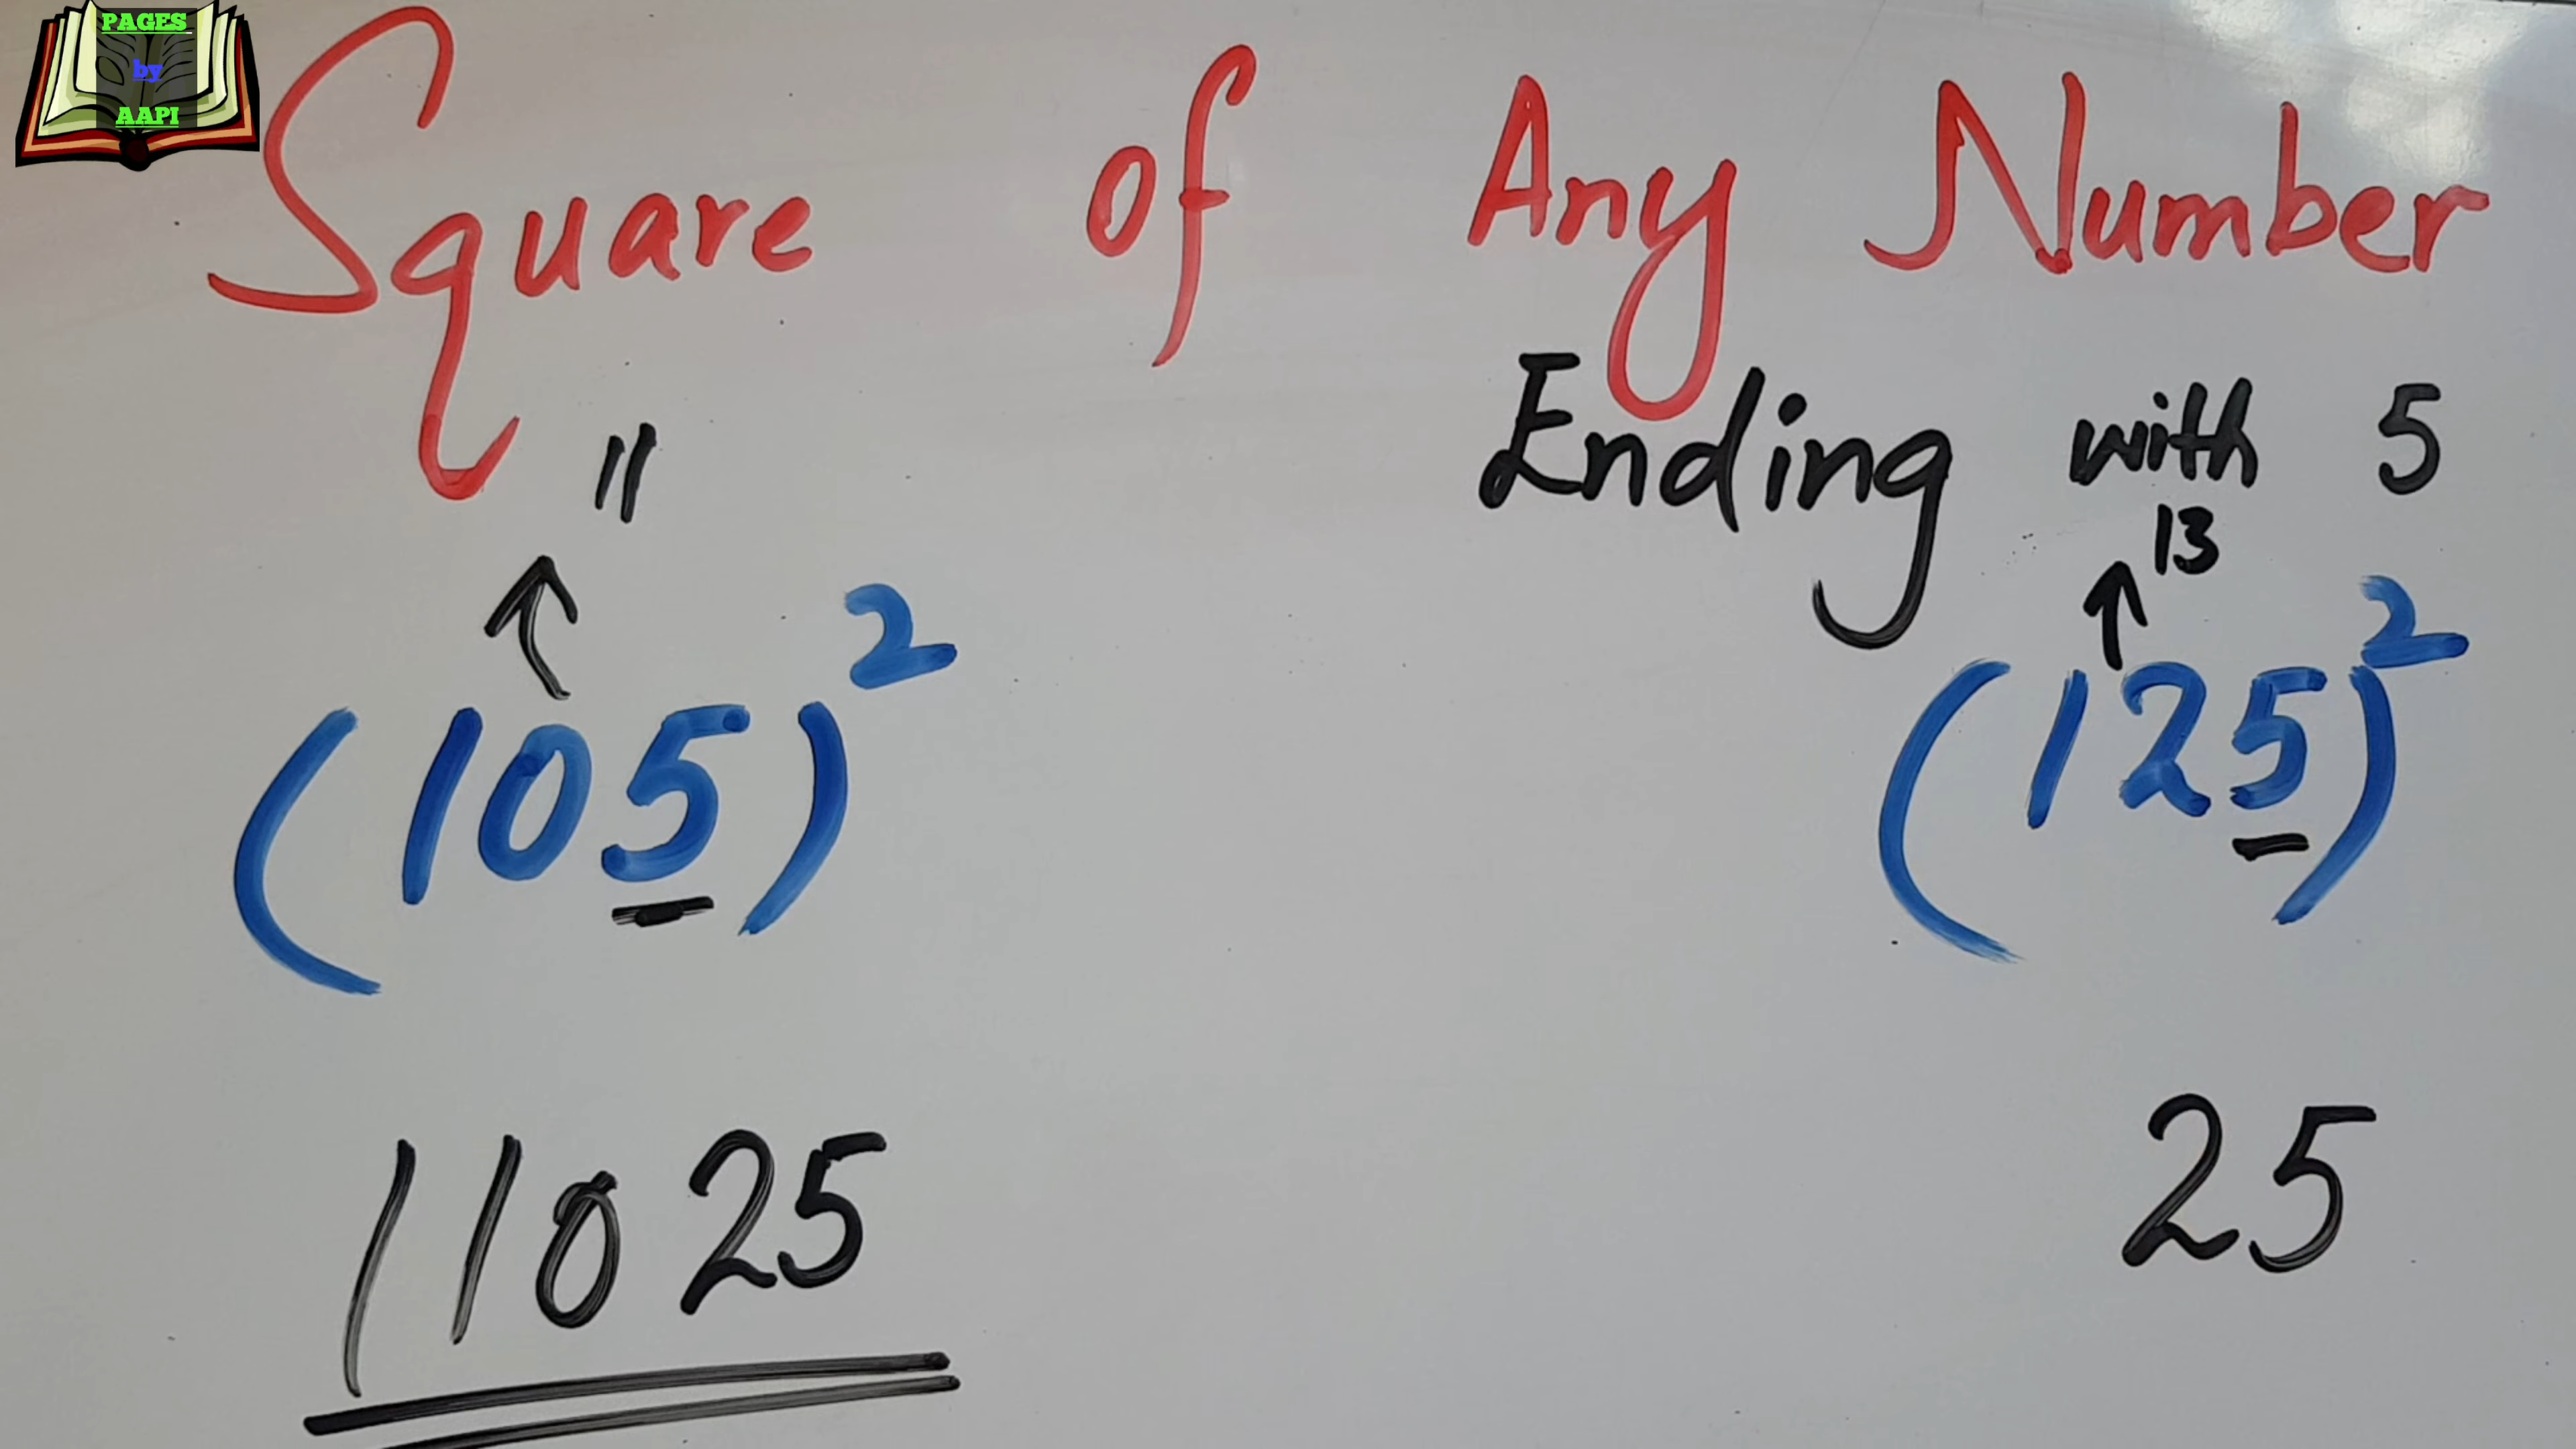 PAGES
by
AAPI
Square of Any Number
Ending with 5
11
13
(105)²
(125)²
11025
25